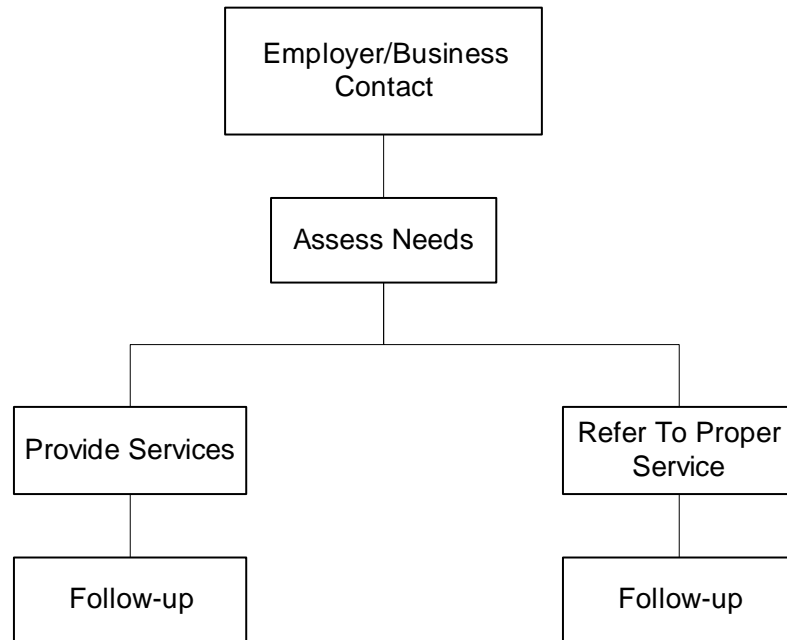 Employer/Business
Contact
Assess Needs
Provide Services
Refer To Proper
Service
Follow-up
Follow-up